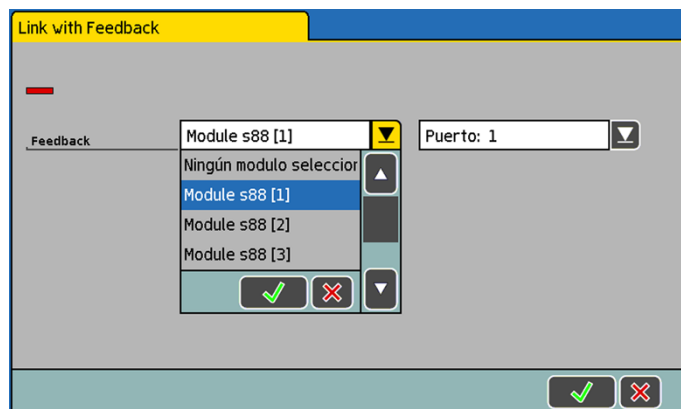 Link with Feedback
Feedback
Module s88 [1]
Puerto: 1
Ningún modulo seleccior
Module s88 [1]
Module s88 [2]
Module s88 [3]